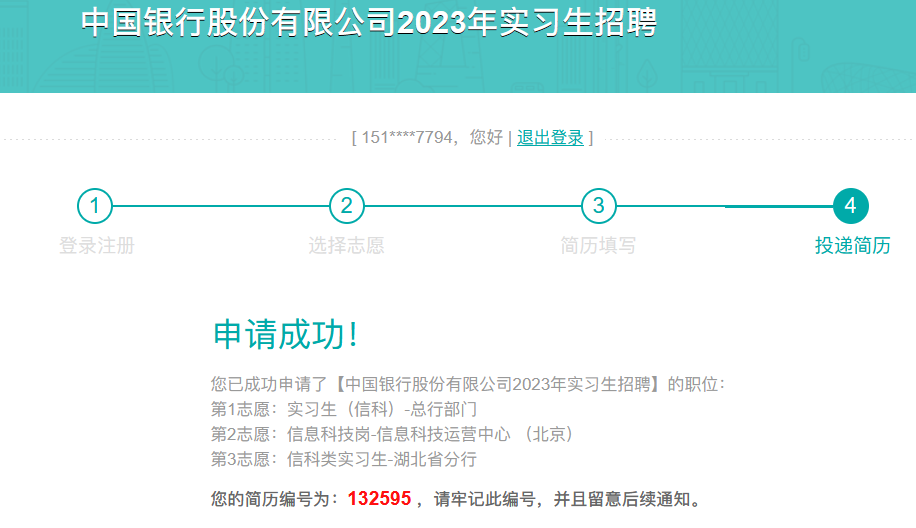 中国银行股份有限公司2023年实习生招聘
[ 151****7794，您好 | 退出登录 ]
1
2
3
4
登录注册
选择志愿
简历填写
投递简历
申请成功！
您已成功申请了【中国银行股份有限公司2023年实习生招聘】的职位：
第1志愿：实习生（信科）-总行部门
第2志愿：信息科技岗-信息科技运营中心 （北京）
第3志愿：信科类实习生-湖北省分行
您的简历编号为：132595 ，请牢记此编号，并且留意后续通知。